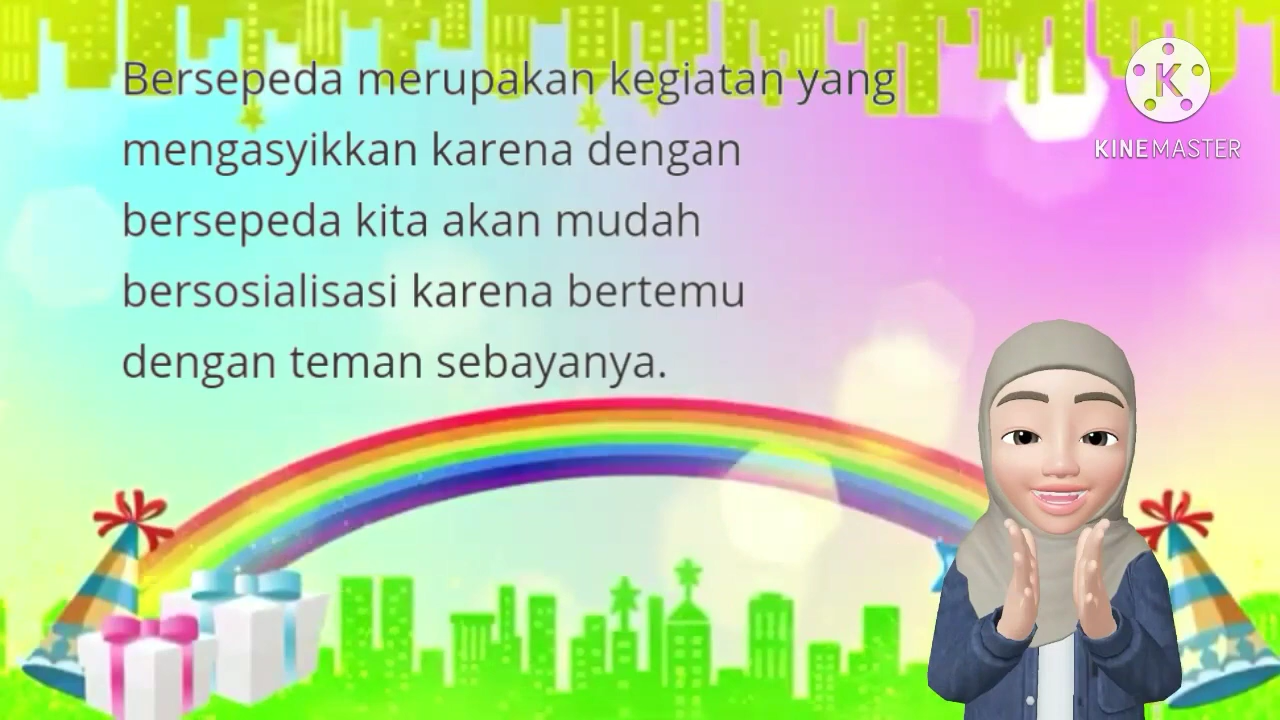 Bersepeda merupakan kegiatan yang
mengasyikkan karena dengan
bersepeda kita akan mudah
bersosialisasi karena bertemu
dengan teman sebayanya.
K
KINEMASTER